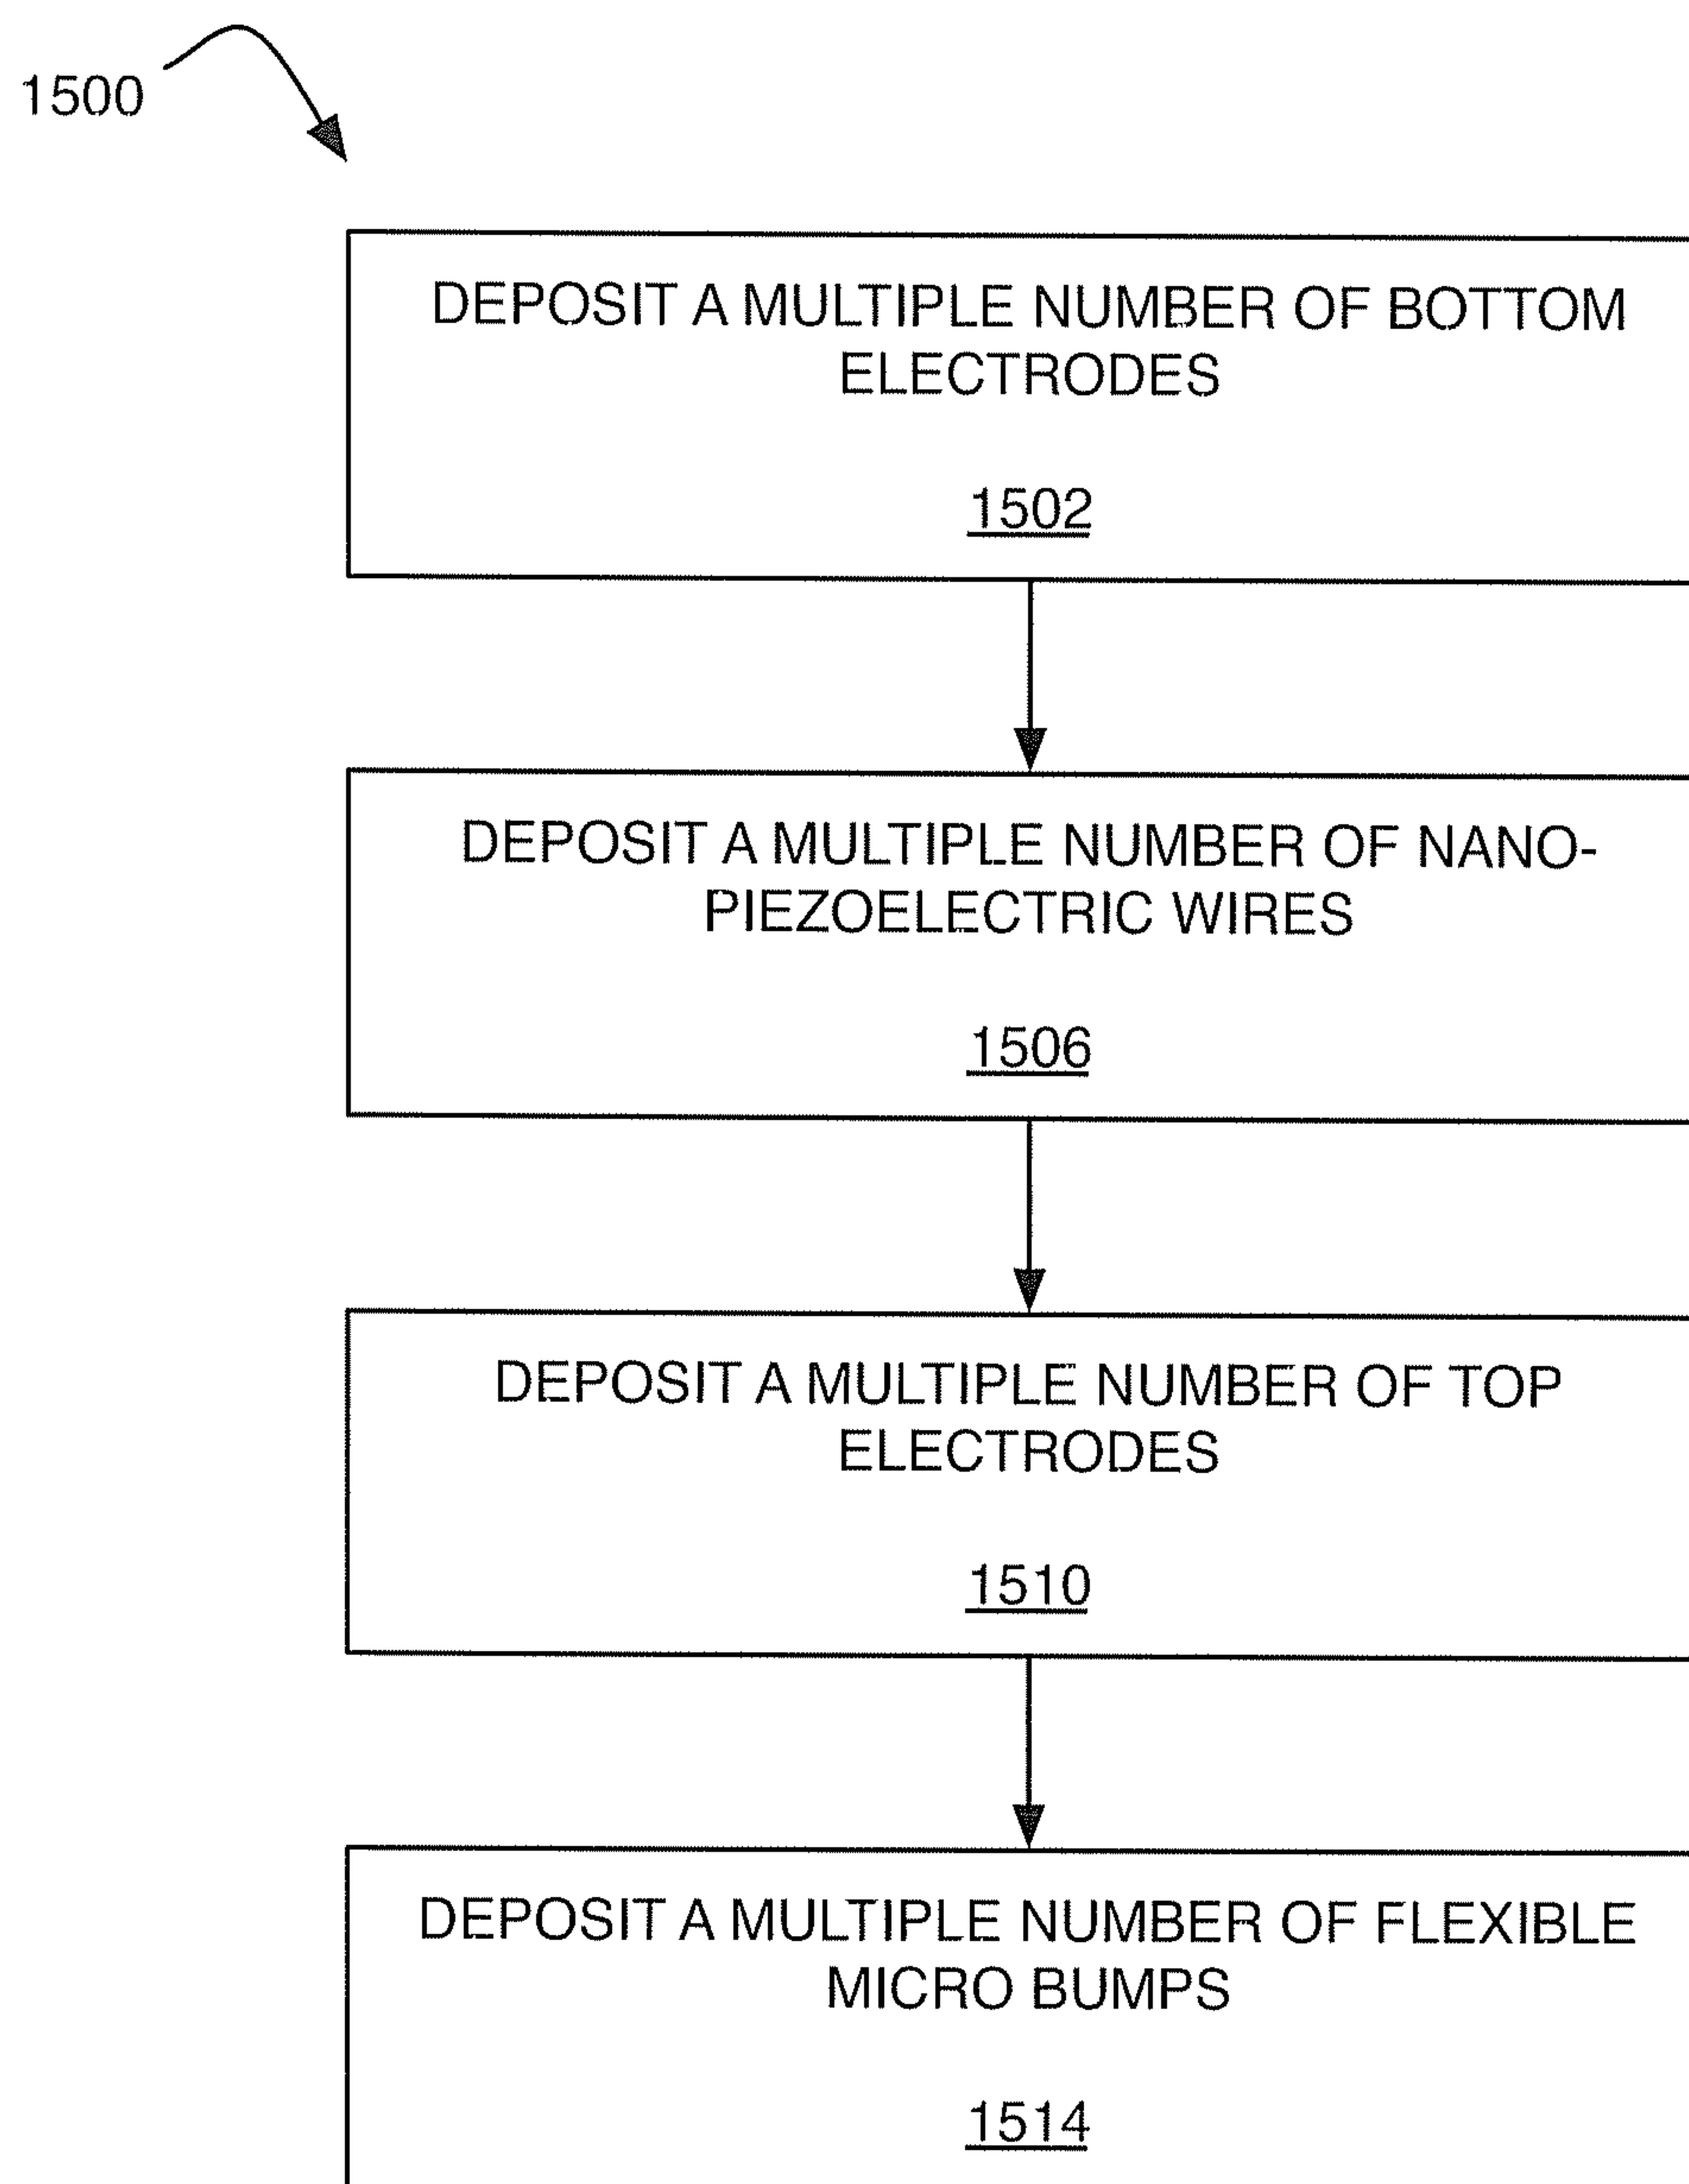 1500
DEPOSIT A MULTIPLE NUMBER OF BOTTOM
ELECTRODES
1502
DEPOSIT A MULTIPLE NUMBER OF NANO-
PIEZOELECTRIC WIRES
1506
DEPOSIT A MULTIPLE NUMBER OF TOP
ELECTRODES
1510
DEPOSIT A MULTIPLE NUMBER OF FLEXIBLE
MICRO BUMPS
1514